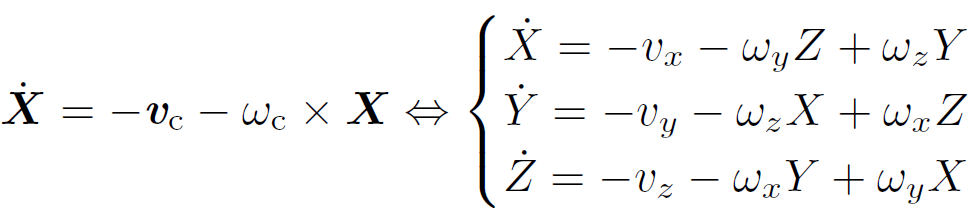 Ẋ = −v_c − ω_c × X ⇔ {
Ẋ = −v_x − ω_y Z + ω_z Y
Ẏ = −v_y − ω_z X + ω_x Z
Ż = −v_z − ω_x Y + ω_y X